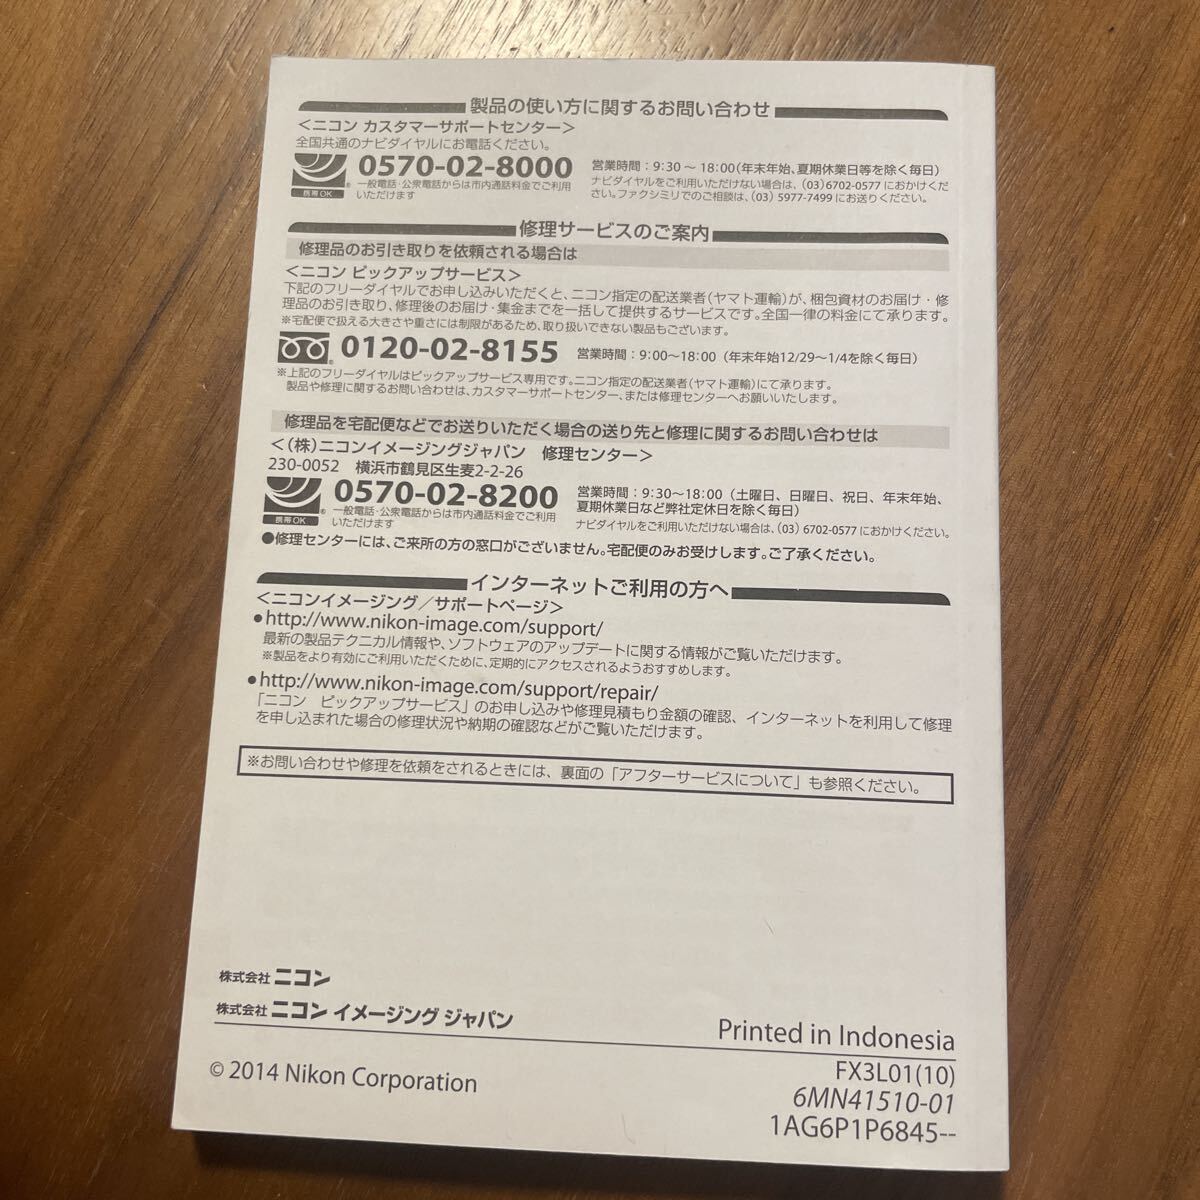 製品の使い方に関するお問い合わせ
＜ニコン カスタマーサポートセンター＞
全国共通のナビダイヤルにお電話ください。
0570-02-8000
携帯OK
一般電話・公衆電話からは市内通話料金でご利用
いただけます
営業時間：9:30～18:00(年末年始、夏期休業日等を除く毎日)
ナビダイヤルをご利用いただけない場合は、(03)6702-0577におかけくだ
さい。ファクシミリでのご相談は、(03) 5977-7499にお送りください。
修理サービスのご案内
修理品のお引き取りを依頼される場合は
＜ニコン ピックアップサービス＞
下記のフリーダイヤルでお申し込みいただくと、ニコン指定の配送業者(ヤマト運輸)が、梱包資材のお届け・修
理品のお引き取り、修理後のお届け・集金までを一括して提供するサービスです。全国一律の料金にて承ります。
※宅配便で扱える大きさや重さには制限があるため、取り扱いできない製品もございます。
0120-02-8155
営業時間：9:00～18:00（年末年始12/29～1/4を除く毎日）
※上記のフリーダイヤルはピックアップサービス専用です。ニコン指定の配送業者(ヤマト運輸)にて承ります。
製品や修理に関するお問い合わせは、カスタマーサポートセンター、または修理センターへお願いいたします。
修理品を宅配便などでお送りいただく場合の送り先と修理に関するお問い合わせは
＜(株)ニコンイメージングジャパン　修理センター＞
230-0052　横浜市鶴見区生麦2-2-26
0570-02-8200
携帯OK
一般電話・公衆電話からは市内通話料金でご利用
いただけます
営業時間：9:30～18:00（土曜日、日曜日、祝日、年末年始、
夏期休業日など弊社定休日を除く毎日）
ナビダイヤルをご利用いただけない場合は、(03) 6702-0577におかけください。
●修理センターには、ご来所の方の窓口がございません。宅配便のみお受けします。ご了承ください。
インターネットご利用の方へ
＜ニコンイメージング／サポートページ＞
●http://www.nikon-image.com/support/
最新の製品テクニカル情報や、ソフトウェアのアップデートに関する情報がご覧いただけます。
※製品をより有効にご利用いただくために、定期的にアクセスされるようおすすめします。
●http://www.nikon-image.com/support/repair/
「ニコン　ピックアップサービス」のお申し込みや修理見積もり金額の確認、インターネットを利用して修理
を申し込まれた場合の修理状況や納期の確認などがご覧いただけます。
※お問い合わせや修理を依頼をされるときには、裏面の「アフターサービスについて」も参照ください。
株式会社 ニコン
株式会社 ニコン イメージング ジャパン
Printed in Indonesia
© 2014 Nikon Corporation
FX3L01(10)
6MN41510-01
1AG6P1P6845--